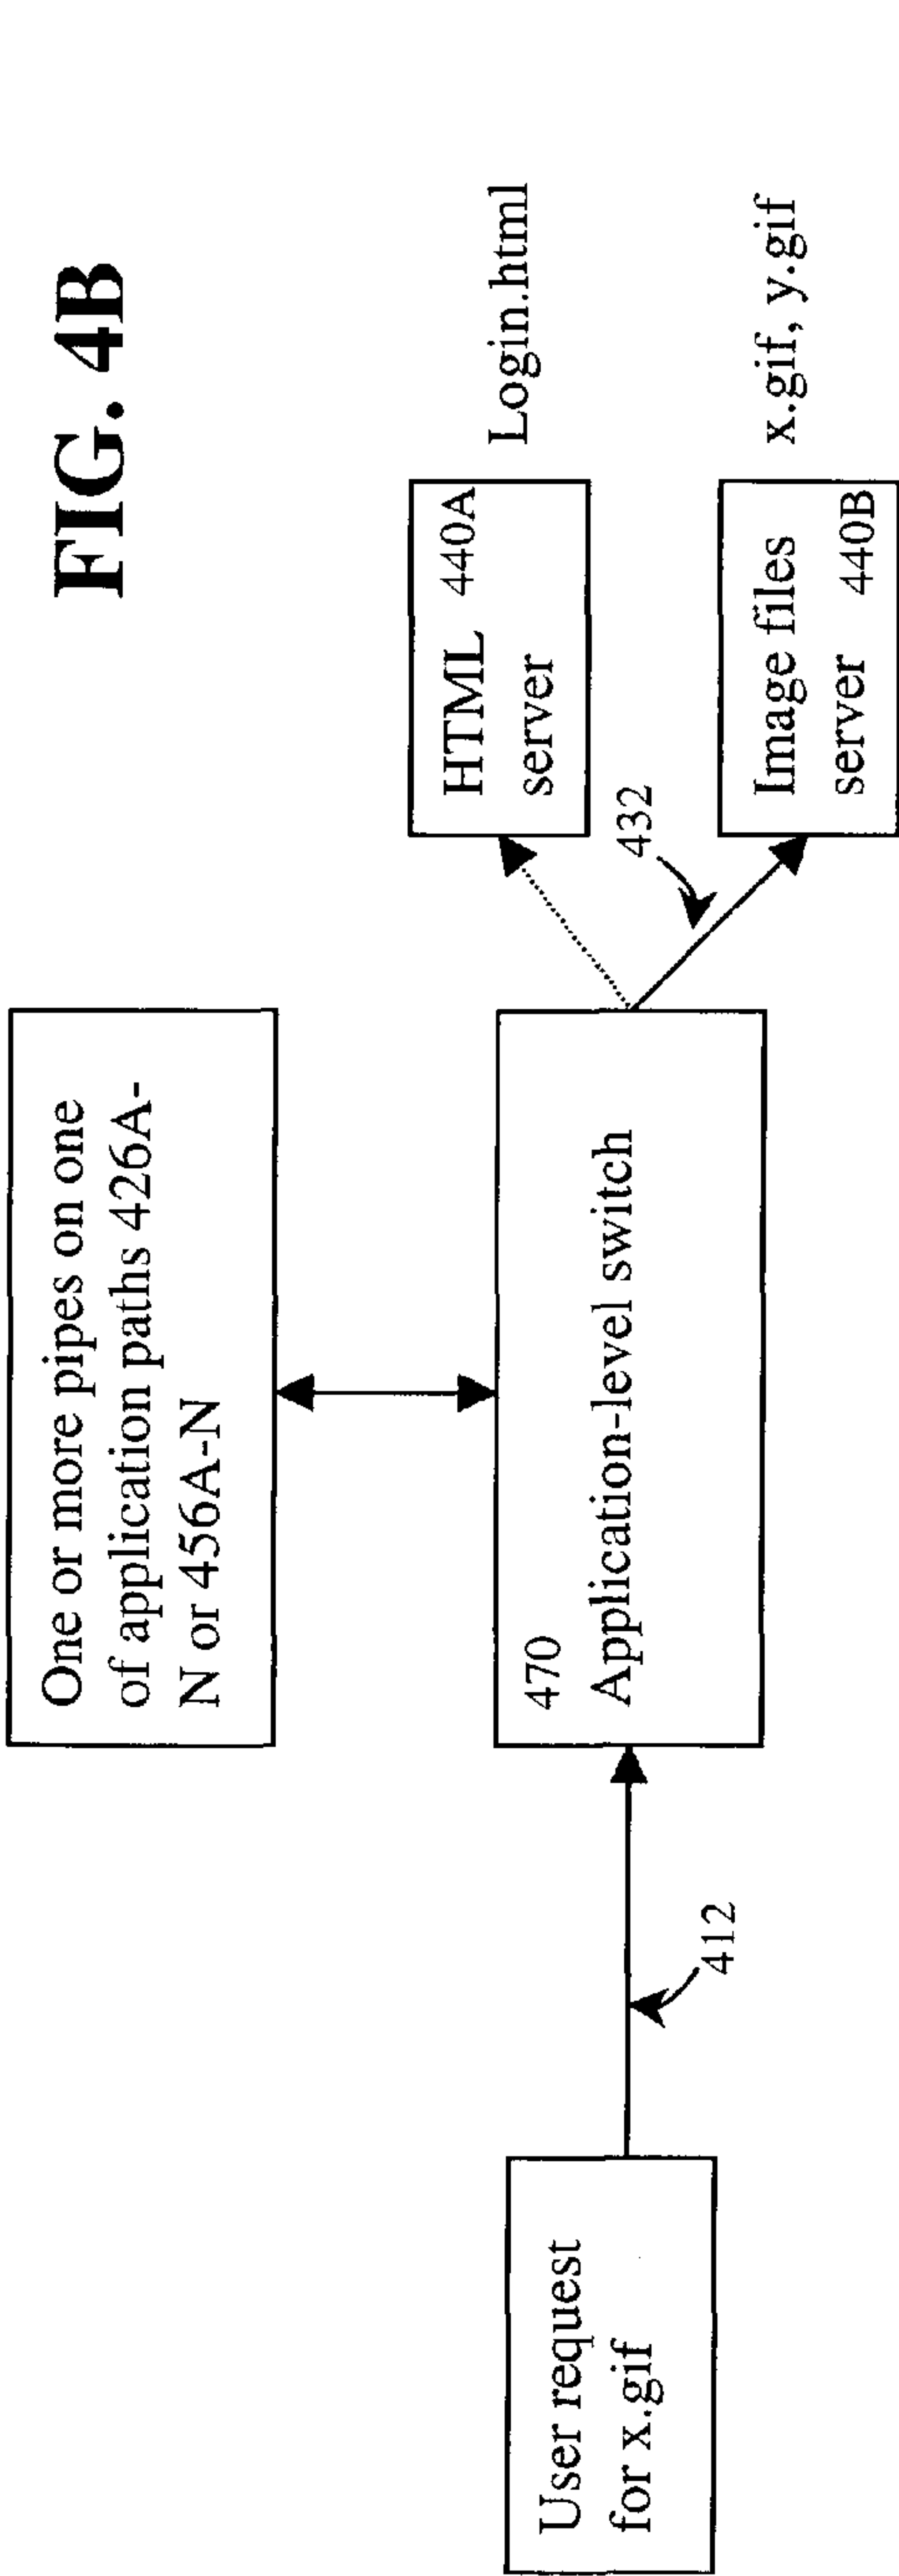 FIG. 4B
One or more pipes on one
of application paths 426A-
N or 456A-N
User request
for x.gif
412
470
Application-level switch
432
HTML 440A
server
Login.html
Image files
server 440B
x.gif, y.gif